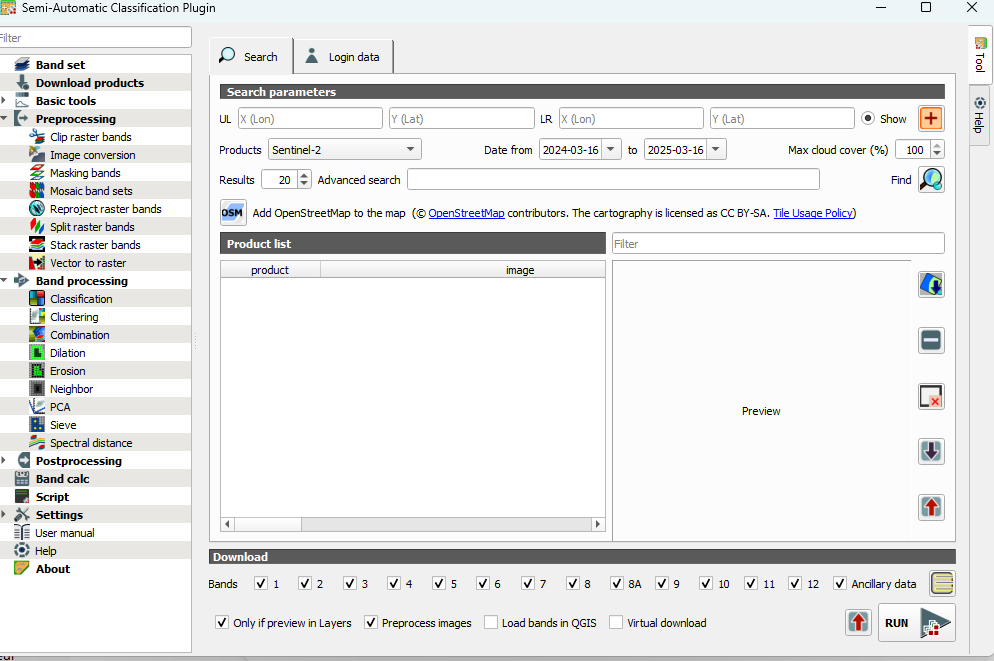 Semi-Automatic Classification Plugin
Filter
Band set
Download products
Basic tools
Preprocessing
Clip raster bands
Image conversion
Masking bands
Mosaic band sets
Reproject raster bands
Split raster bands
Stack raster bands
Vector to raster
Band processing
Classification
Clustering
Combination
Dilation
Erosion
Neighbor
PCA
Sieve
Spectral distance
Postprocessing
Band calc
Script
Settings
User manual
Help
About
Search Login data
Search parameters
UL X (Lon) Y (Lat) LR X (Lon) Y (Lat) Show
Products Sentinel-2 Date from 2024-03-16 to 2025-03-16 Max cloud cover (%) 100
Results 20 Advanced search Find
OSM Add OpenStreetMap to the map (© OpenStreetMap contributors. The cartography is licensed as CC BY-SA. Tile Usage Policy)
Product list Filter
product image
Preview
Download
Bands 1 2 3 4 5 6 7 8 8A 9 10 11 12 Ancillary data
Only if preview in Layers Preprocess images Load bands in QGIS Virtual download RUN
Tool
Help